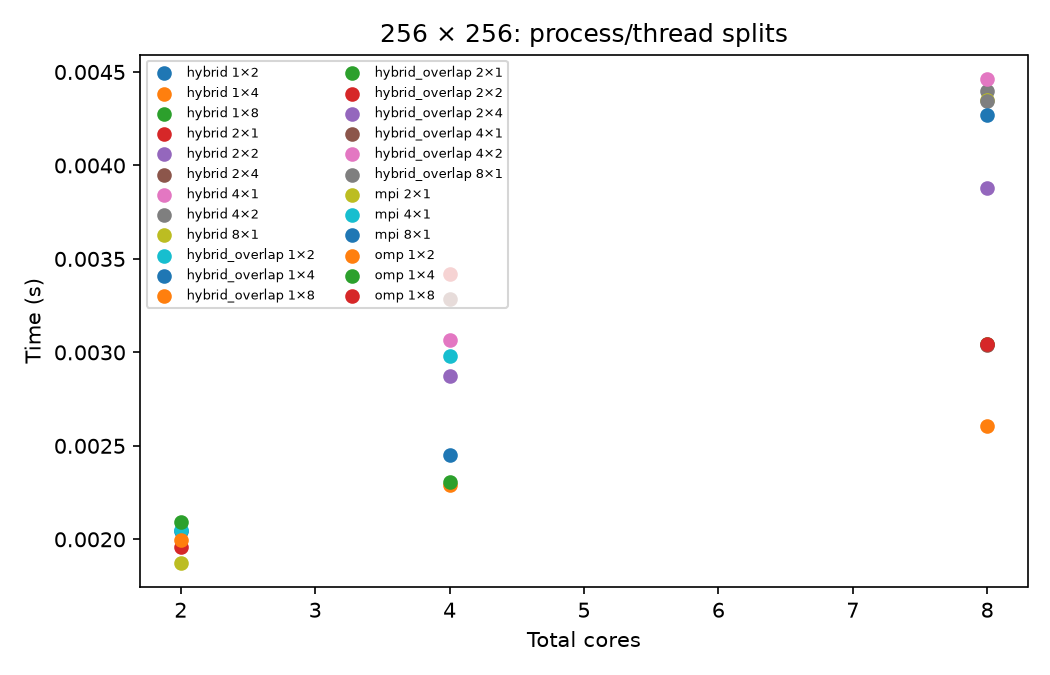 256 × 256: process/thread splits
hybrid 1×2
hybrid 1×4
hybrid 1×8
hybrid 2×1
hybrid 2×2
hybrid 2×4
hybrid 4×1
hybrid 4×2
hybrid 8×1
hybrid_overlap 1×2
hybrid_overlap 1×4
hybrid_overlap 1×8
hybrid_overlap 2×1
hybrid_overlap 2×2
hybrid_overlap 2×4
hybrid_overlap 4×1
hybrid_overlap 4×2
hybrid_overlap 8×1
mpi 2×1
mpi 4×1
mpi 8×1
omp 1×2
omp 1×4
omp 1×8
Time (s)
0.0045
0.0040
0.0035
0.0030
0.0025
0.0020
2 3 4 5 6 7 8
Total cores